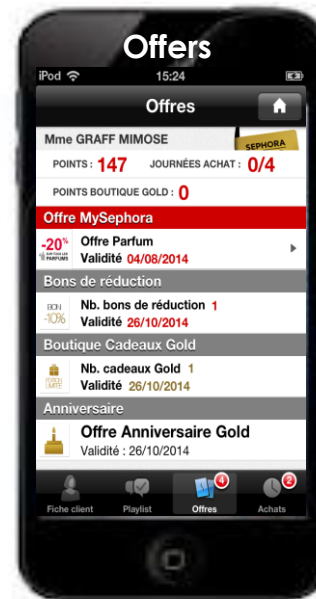 Offers
iPod 15:24
Offres
Mme GRAFF MIMOSE
SEPHORA
POINTS : 147 JOURNÉES ACHAT : 0/4
POINTS BOUTIQUE GOLD : 0
Offre MySephora
-20%
PARFUMS
Offre Parfum
Validité 04/08/2014
Bons de réduction
BON
-10%
Nb. bons de réduction 1
Validité 26/10/2014
Boutique Cadeaux Gold
Nb. cadeaux Gold 1
Validité 26/10/2014
Anniversaire
Offre Anniversaire Gold
Validité : 26/10/2014
4 2
Fiche client Playlist Offres Achats